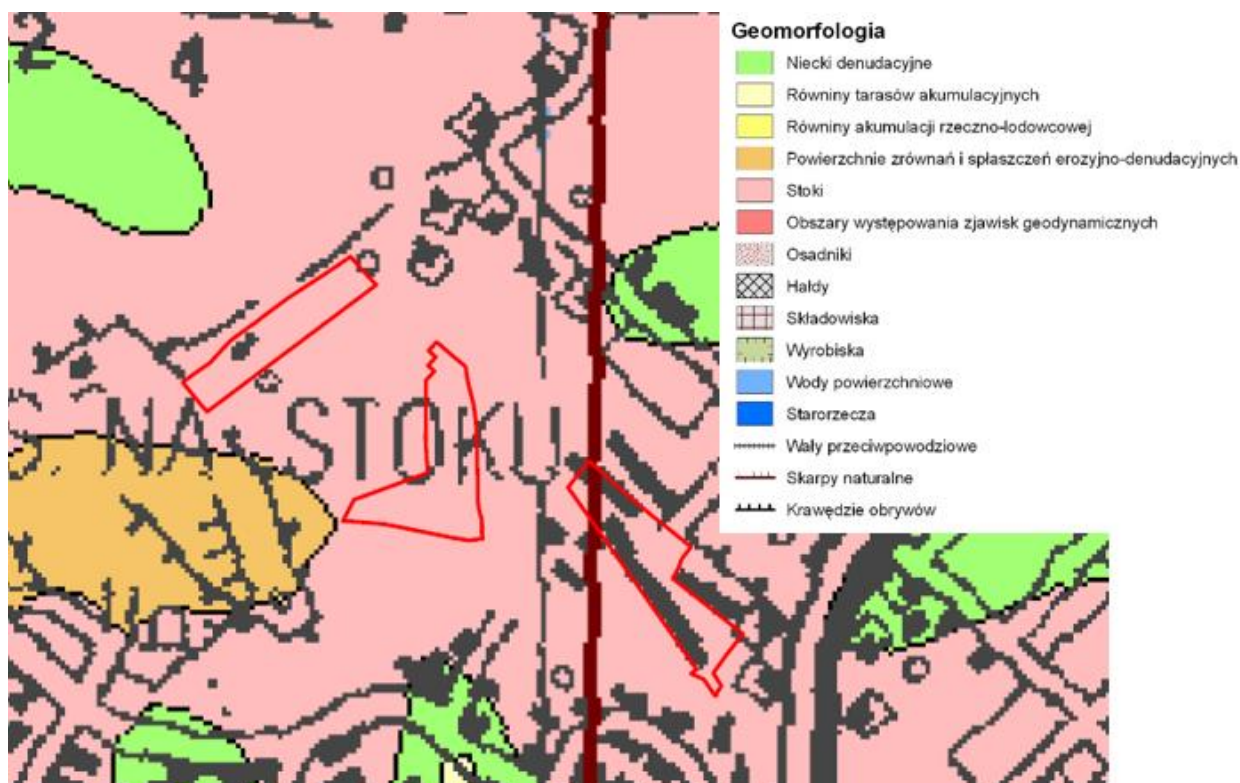 2
4
NA STOKU
Geomorfologia
Niecki denudacyjne
Równiny tarasów akumulacyjnych
Równiny akumulacji rzeczno-lodowcowej
Powierzchnie zrównań i spłaszczeń erozyjno-denudacyjnych
Stoki
Obszary występowania zjawisk geodynamicznych
Osadniki
Hałdy
Składowiska
Wyrobiska
Wody powierzchniowe
Starorzecza
Wały przeciwpowodziowe
Skarpy naturalne
Krawędzie obrywów